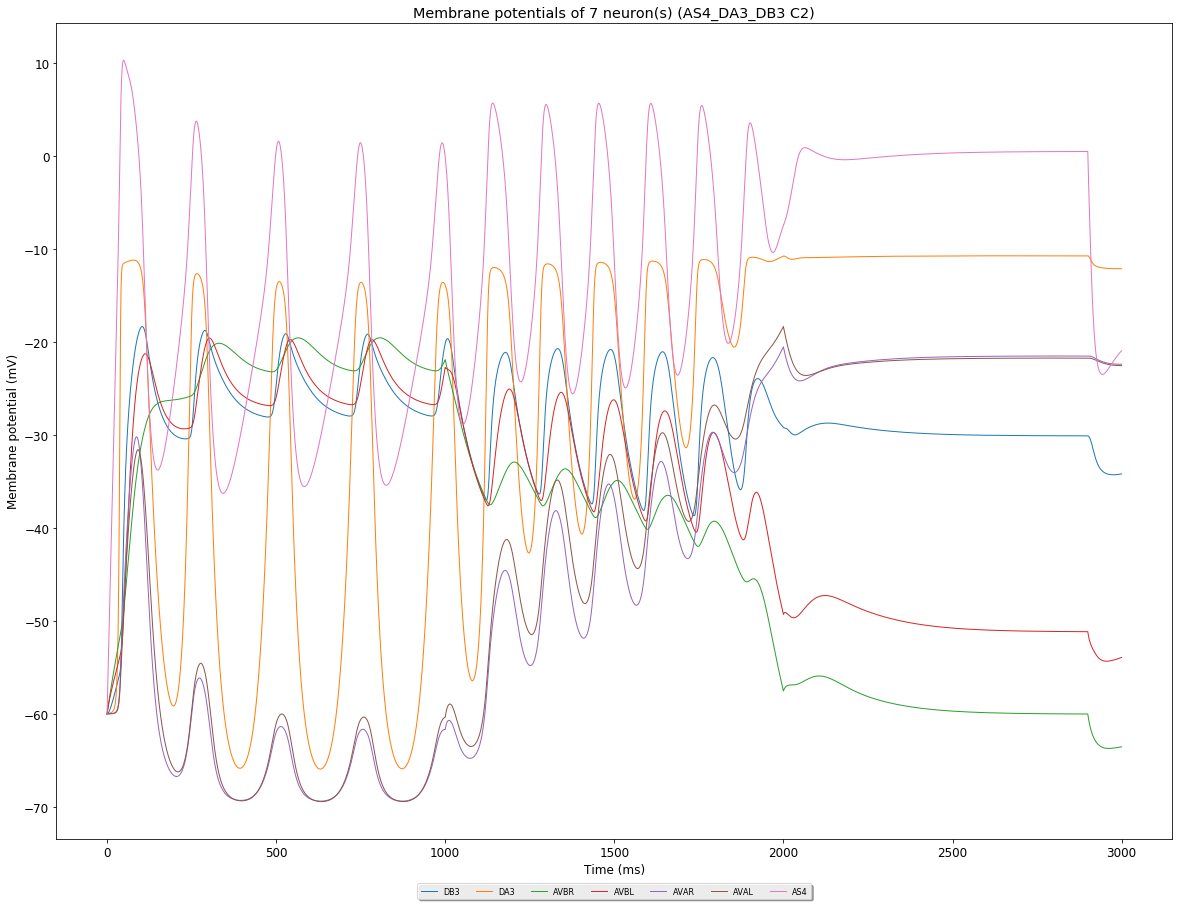 Membrane potentials of 7 neuron(s) (AS4_DA3_DB3 C2)
Membrane potential (mV)
10
0
−10
−20
−30
−40
−50
−60
−70
0 500 1000 1500 2000 2500 3000
Time (ms)
DB3 DA3 AVBR AVBL AVAR AVAL AS4